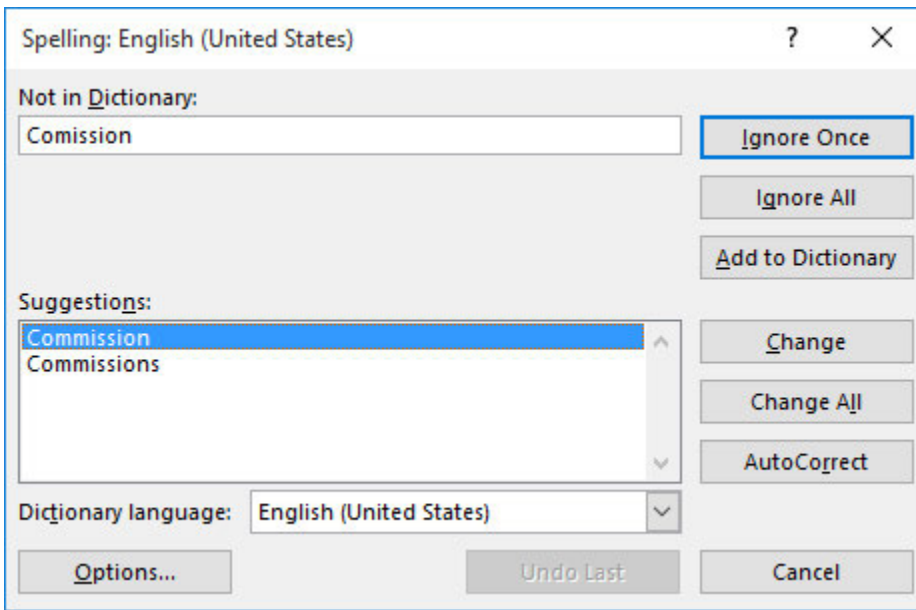 Spelling: English (United States)
?
Not in Dictionary:
Comission
Ignore Once
Ignore All
Add to Dictionary
Suggestions:
Commission
Commissions
Change
Change All
AutoCorrect
Dictionary language: English (United States)
Options... Undo Last Cancel